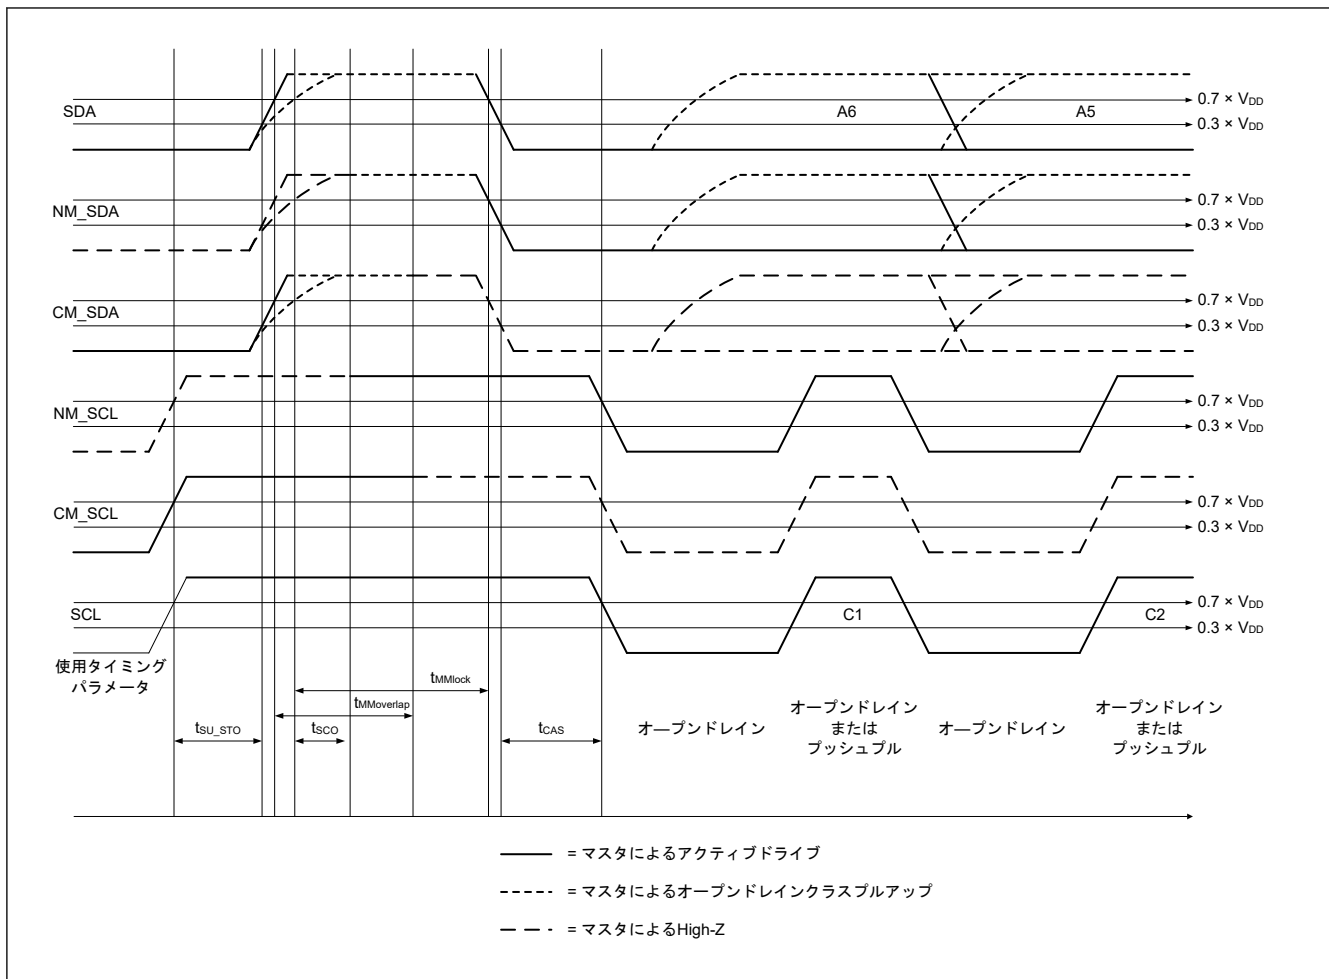 SDA
A6
A5
0.7 × VDD
0.3 × VDD
NM_SDA
0.7 × VDD
0.3 × VDD
CM_SDA
0.7 × VDD
0.3 × VDD
NM_SCL
0.7 × VDD
0.3 × VDD
CM_SCL
0.7 × VDD
0.3 × VDD
SCL
C1
C2
0.7 × VDD
0.3 × VDD
使用タイミング
パラメータ
tMMlock
tMMoverlap
tSU_STO
tSCO
tCAS
オープンドレイン
オープンドレイン
または
プッシュプル
オープンドレイン
オープンドレイン
または
プッシュプル
= マスタによるアクティブドライブ
= マスタによるオープンドレインクラスプルアップ
= マスタによるHigh-Z